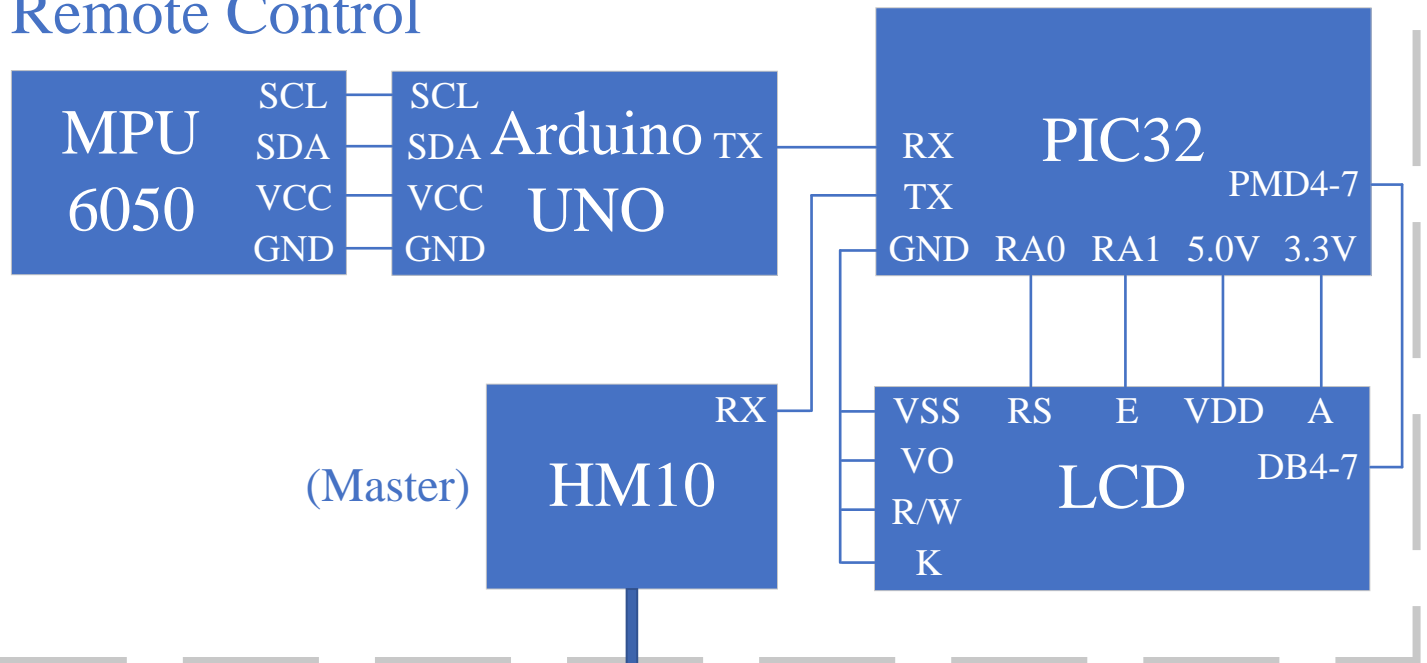 Remote Control
MPU
6050
SCL
SDA
VCC
GND
SCL
SDA
VCC
GND
Arduino
UNO
TX
RX
TX
GND
PIC32
PMD4-7
RA0 RA1 5.0V 3.3V
(Master)
HM10
RX
VSS RS E VDD A
VO
R/W
K
LCD
DB4-7